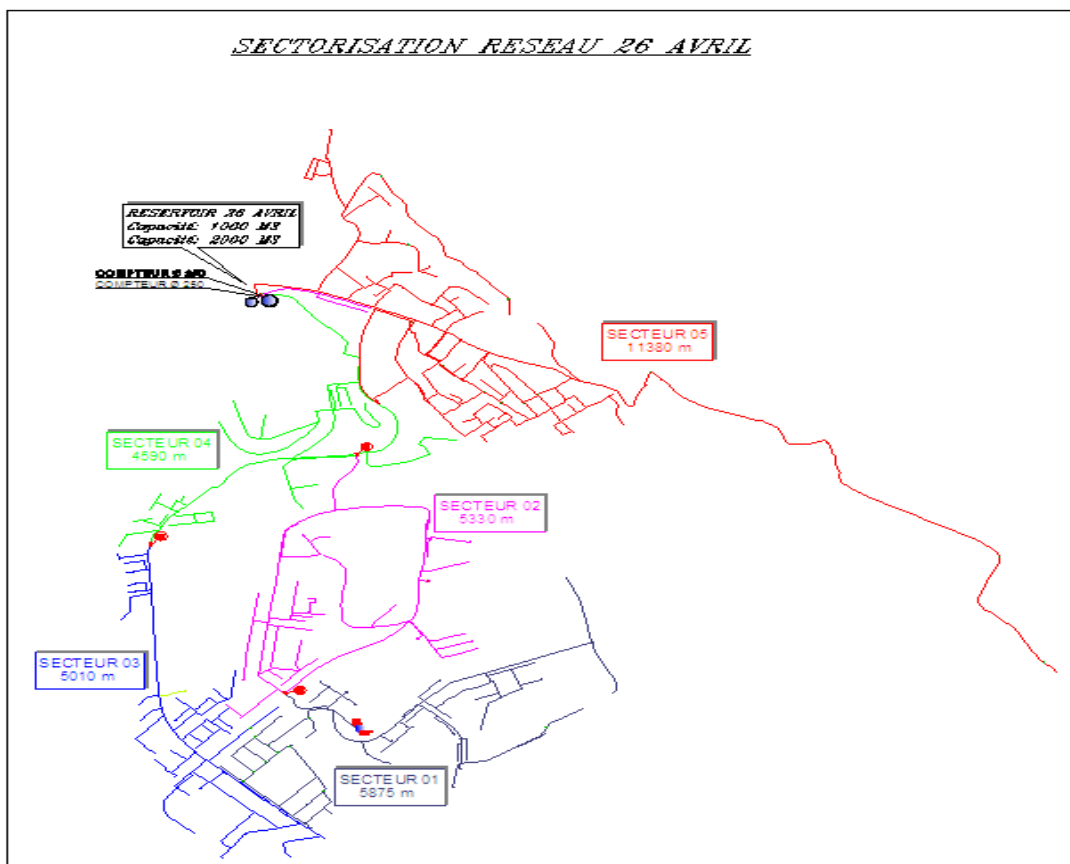 SECTORISATION RESEAU 26 AVRIL
RESERVOIR 26 AVRIL
Capacité: 1000 M3
Capacité: 2000 M3
COMPTEUR Ø
COMPTEUR Ø 250
SECTEUR 05
11380 m
SECTEUR 04
4590 m
SECTEUR 02
5330 m
SECTEUR 03
5010 m
SECTEUR 01
5875 m